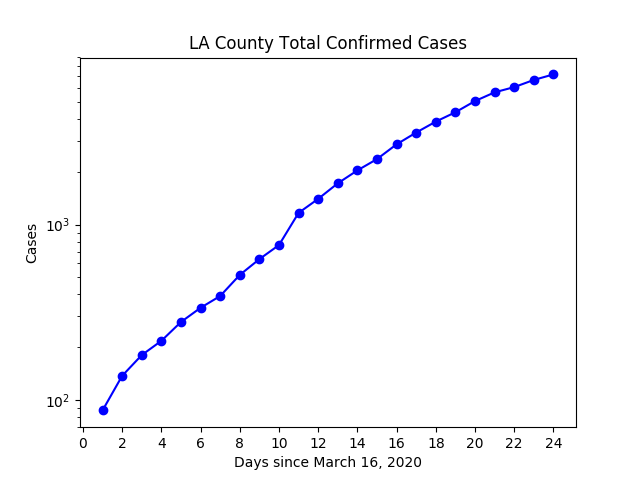 LA County Total Confirmed Cases
Cases
10³
10²
0 2 4 6 8 10 12 14 16 18 20 22 24
Days since March 16, 2020